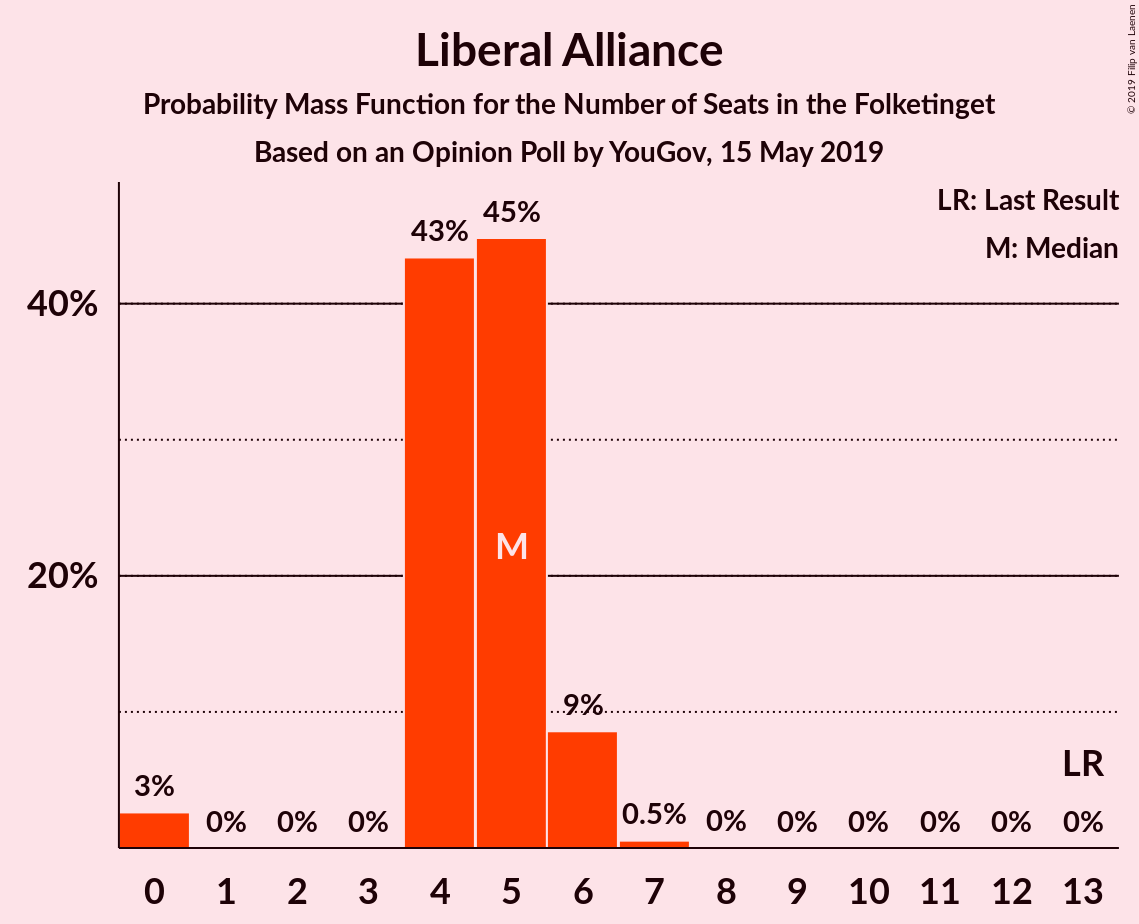 Liberal Alliance
Probability Mass Function for the Number of Seats in the Folketinget
Based on an Opinion Poll by YouGov, 15 May 2019
© 2019 Filip van Laenen
LR: Last Result
M: Median
40%
20%
3%
0%
0%
0%
43%
45%
9%
0.5%
0%
0%
0%
0%
0%
0%
M
LR
0 1 2 3 4 5 6 7 8 9 10 11 12 13